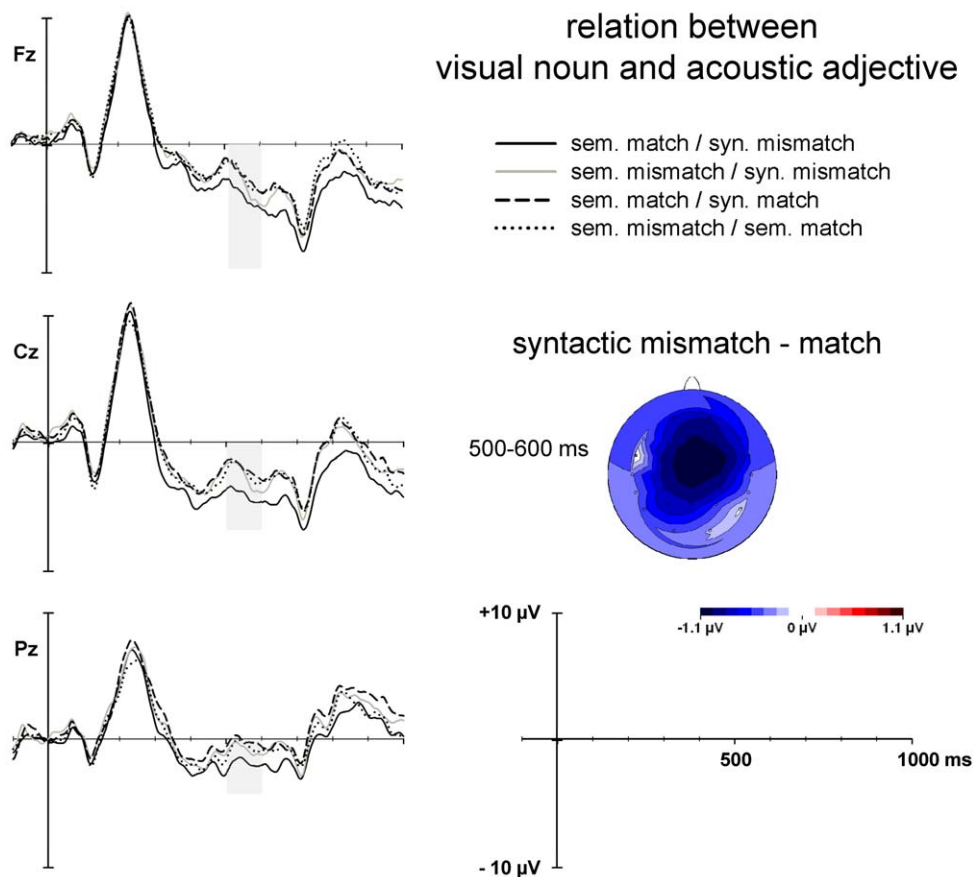 relation between
visual noun and acoustic adjective
Fz
sem. match / syn. mismatch
sem. mismatch / syn. mismatch
sem. match / syn. match
sem. mismatch / sem. match
Cz
syntactic mismatch - match
500-600 ms
Pz
+10 µV
-1.1 µV 0 µV 1.1 µV
500 1000 ms
- 10 µV